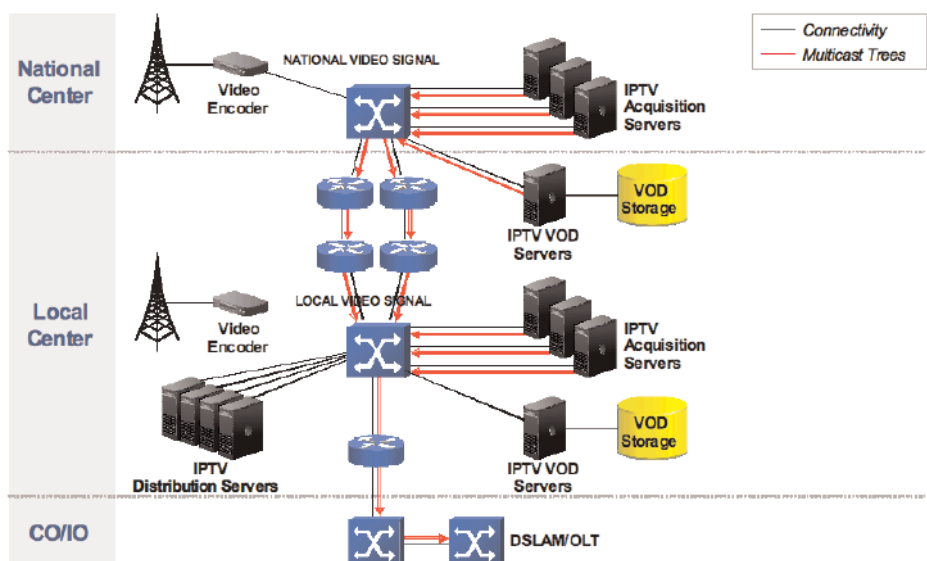 Connectivity
Multicast Trees
National
Center
NATIONAL VIDEO SIGNAL
Video
Encoder
IPTV
Acquisition
Servers
VOD
Storage
IPTV VOD
Servers
Local
Center
LOCAL VIDEO SIGNAL
Video
Encoder
IPTV
Acquisition
Servers
IPTV
Distribution Servers
VOD
Storage
IPTV VOD
Servers
CO/IO
DSLAM/OLT